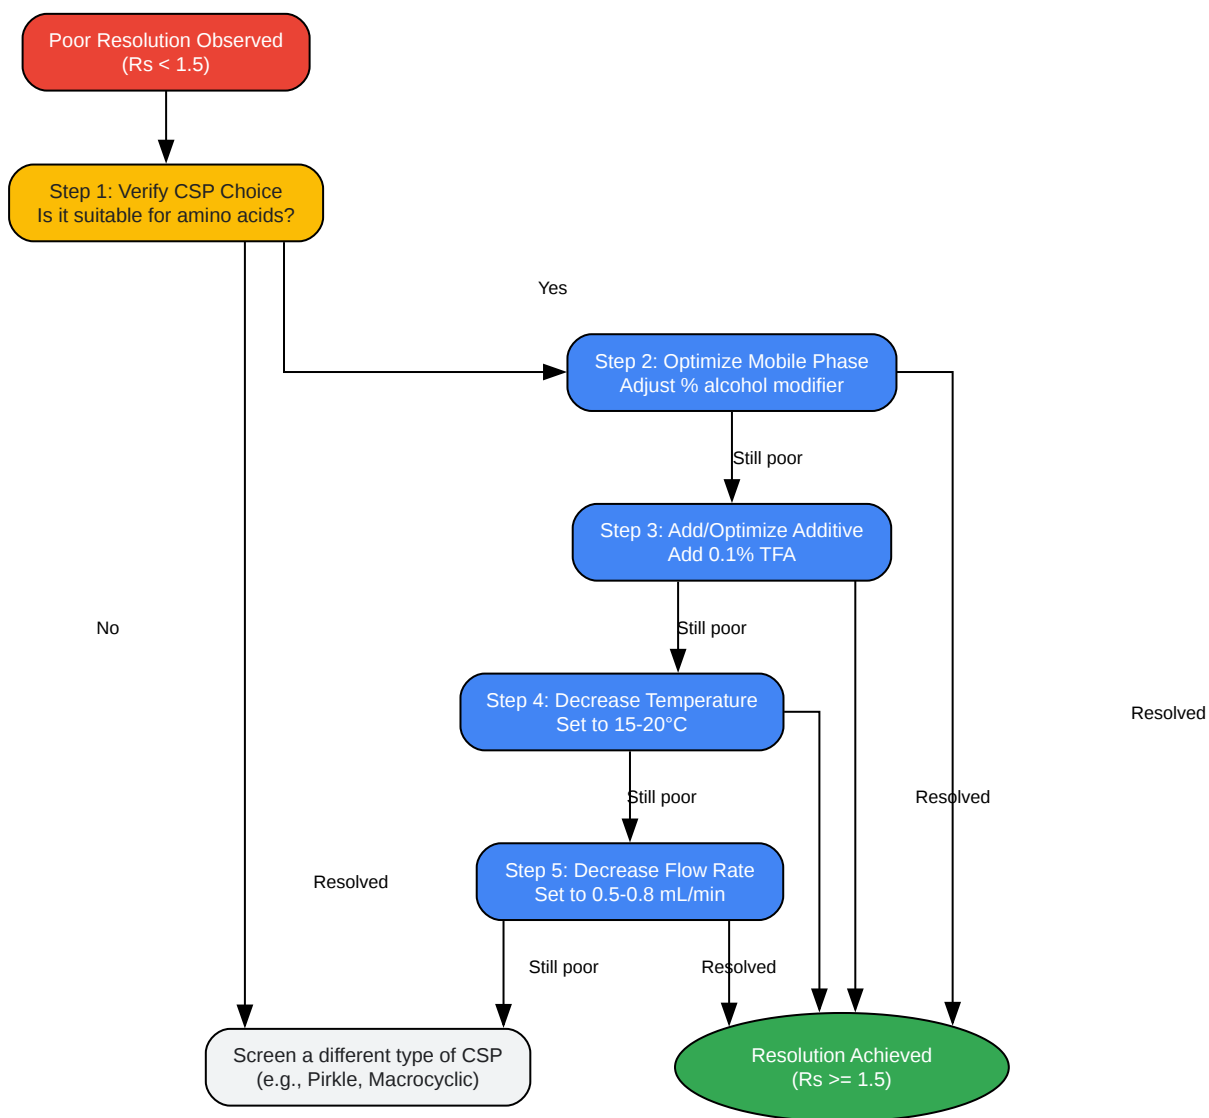 Poor Resolution Observed
(Rs < 1.5)
Step 1: Verify CSP Choice
Is it suitable for amino acids?
Yes
Step 2: Optimize Mobile Phase
Adjust % alcohol modifier
Still poor
Step 3: Add/Optimize Additive
Add 0.1% TFA
No
Still poor
Step 4: Decrease Temperature
Set to 15-20°C
Resolved
Still poor
Resolved
Step 5: Decrease Flow Rate
Set to 0.5-0.8 mL/min
Resolved
Still poor
Resolved
Screen a different type of CSP
(e.g., Pirkle, Macrocyclic)
Resolution Achieved
(Rs >= 1.5)